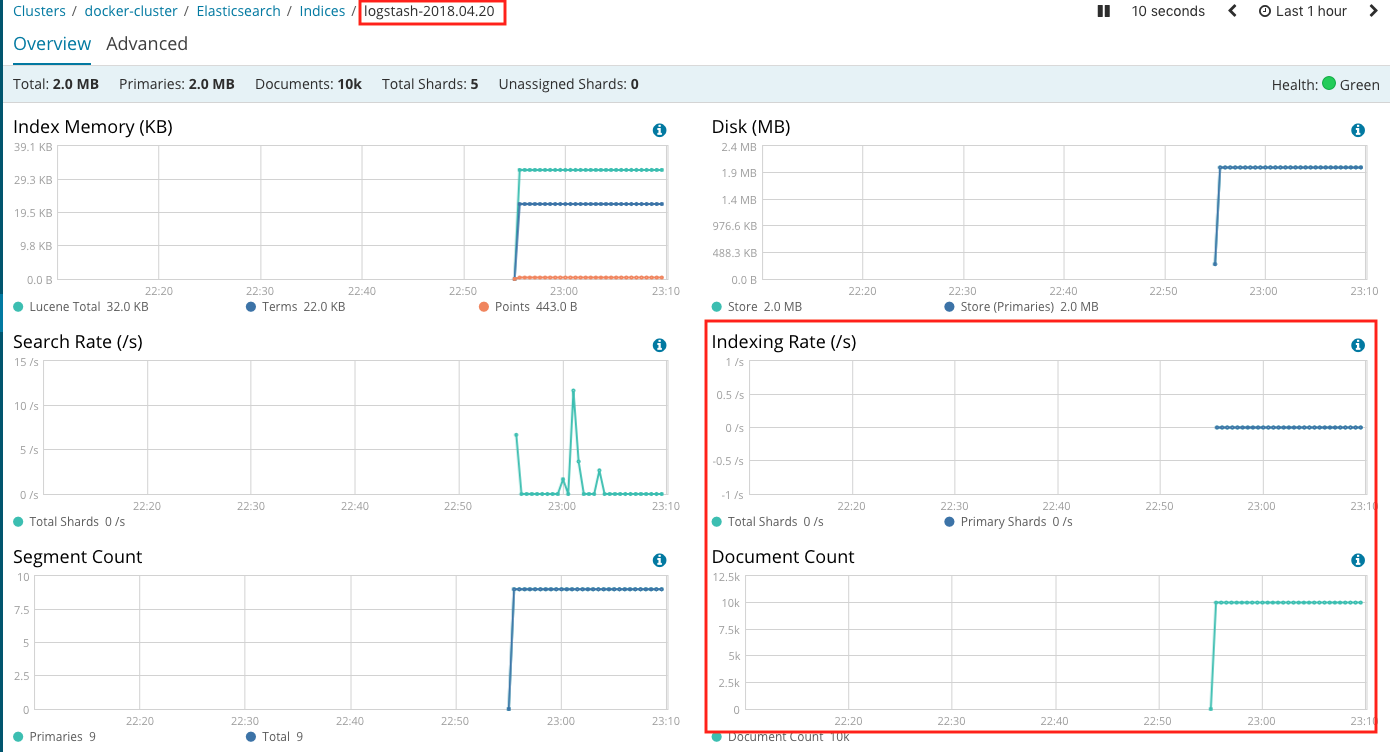 Clusters / docker-cluster / Elasticsearch / Indices / logstash-2018.04.20
10 seconds
Last 1 hour
Overview Advanced
Total: 2.0 MB Primaries: 2.0 MB Documents: 10k Total Shards: 5 Unassigned Shards: 0 Health: Green
Index Memory (KB)
39.1 KB
29.3 KB
19.5 KB
9.8 KB
0.0 B
22:20 22:30 22:40 22:50 23:00 23:10
Lucene Total 32.0 KB Terms 22.0 KB Points 443.0 B
Disk (MB)
2.4 MB
1.9 MB
1.4 MB
976.6 KB
488.3 KB
0.0 B
22:20 22:30 22:40 22:50 23:00 23:10
Store 2.0 MB Store (Primaries) 2.0 MB
Search Rate (/s)
15 /s
10 /s
5 /s
0 /s
22:20 22:30 22:40 22:50 23:00 23:10
Total Shards 0 /s
Indexing Rate (/s)
1 /s
0.5 /s
0 /s
-0.5 /s
-1 /s
22:20 22:30 22:40 22:50 23:00 23:10
Total Shards 0 /s Primary Shards 0 /s
Segment Count
10
7.5
5
2.5
0
22:20 22:30 22:40 22:50 23:00 23:10
Primaries 9 Total 9
Document Count
12.5k
10k
7.5k
5k
2.5k
0
22:20 22:30 22:40 22:50 23:00 23:10
Document Count 10k